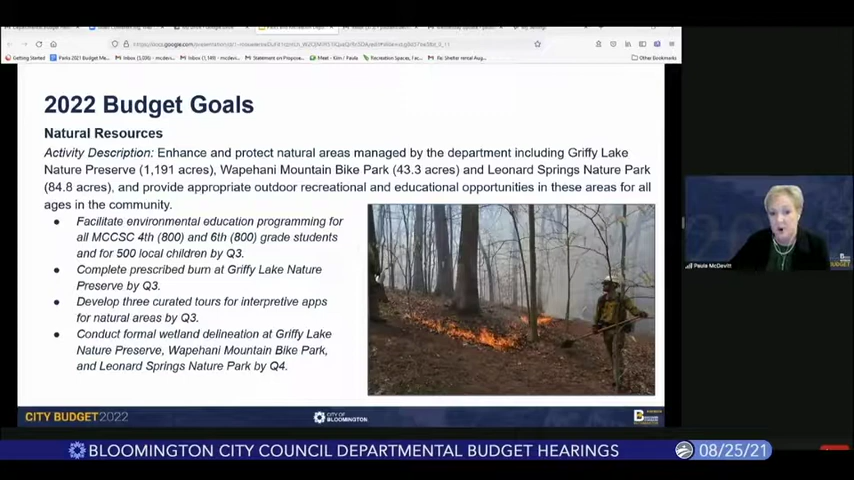 Getting Started
Other Bookmarks
2022 Budget Goals
Natural Resources
Activity Description: Enhance and protect natural areas managed by the department including Griffy Lake
Nature Preserve (1,191 acres), Wapehani Mountain Bike Park (43.3 acres) and Leonard Springs Nature Park
(84.8 acres), and provide appropriate outdoor recreational and educational opportunities in these areas for all
ages in the community.
● Facilitate environmental education programming for
all MCCSC 4th (800) and 6th (800) grade students
and for 500 local children by Q3.
● Complete prescribed burn at Griffy Lake Nature
Preserve by Q3.
● Develop three curated tours for interpretive apps
for natural areas by Q3.
● Conduct formal wetland delineation at Griffy Lake
Nature Preserve, Wapehani Mountain Bike Park,
and Leonard Springs Nature Park by Q4.
Paula McDevitt
BUDGET
CITY BUDGET2022
CITY OF
BLOOMINGTON
BLOOMINGTON CITY COUNCIL DEPARTMENTAL BUDGET HEARINGS
08/25/21